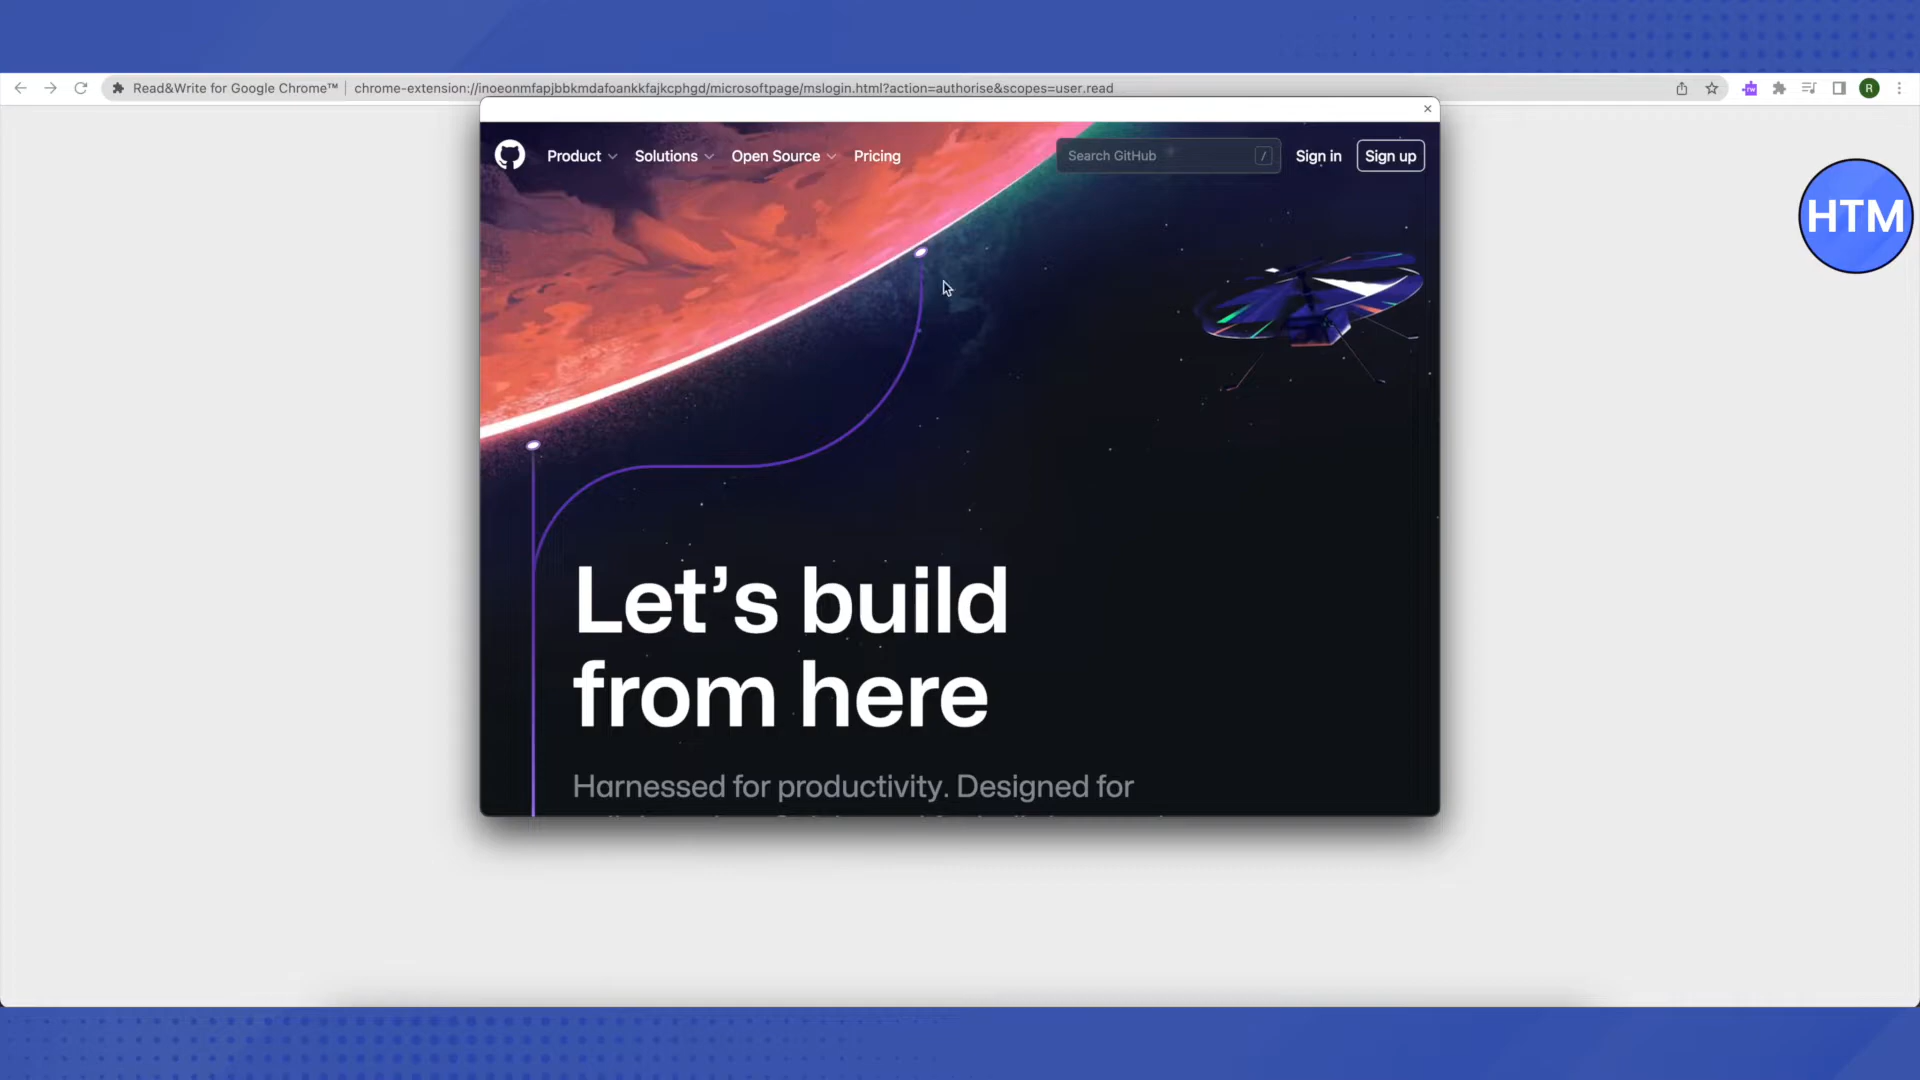 Read&Write for Google Chrome™ | chrome-extension://inoeonmfapjbbkmdafoankkfajkcphgd/microsoftpage/mslogin.html?action=authorise&scopes=user.read
rw
R
Product
Solutions
Open Source
Pricing
Search GitHub
/
Sign in
Sign up
HTM
Let’s build
from here
Harnessed for productivity. Designed for